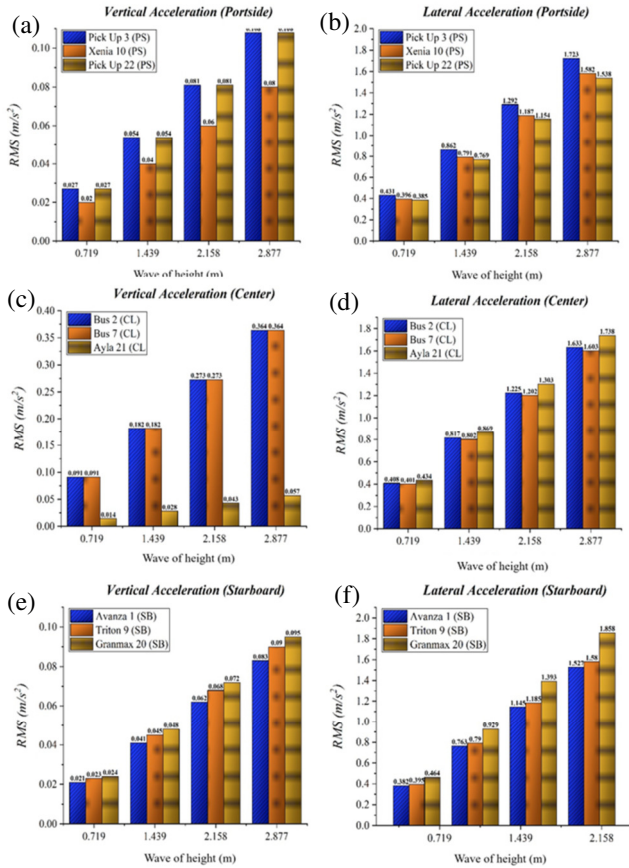 (a)
Vertical Acceleration (Portside)
Pick Up 3 (PS)
Xenia 10 (PS)
Pick Up 22 (PS)
RMS (m/s²)
0.10
0.08
0.06
0.04
0.02
0.00
0.027 0.02 0.027
0.054 0.04 0.054
0.081 0.06 0.081
0.08
0.719 1.439 2.158 2.877
Wave of height (m)
(b)
Lateral Acceleration (Portside)
Pick Up 3 (PS)
Xenia 10 (PS)
Pick Up 22 (PS)
RMS (m/s²)
1.8
1.6
1.4
1.2
1.0
0.8
0.6
0.4
0.2
0.0
0.431 0.396 0.385
0.862 0.791 0.769
1.292 1.187 1.154
1.723 1.582 1.538
0.719 1.439 2.158 2.877
Wave of height (m)
(c)
Vertical Acceleration (Center)
Bus 2 (CL)
Bus 7 (CL)
Ayla 21 (CL
RMS (m/s²)
0.35
0.30
0.25
0.20
0.15
0.10
0.05
0.00
0.091 0.091 0.014
0.182 0.182 0.028
0.273 0.273 0.043
0.364 0.364 0.057
0.719 1.439 2.158 2.877
Wave of height (m)
(d)
Lateral Acceleration (Center)
Bus 2 (CL)
Bus 7 (CL)
Ayla 21 (CL)
RMS (m/s²)
1.8
1.6
1.4
1.2
1.0
0.8
0.6
0.4
0.2
0.0
0.408 0.401 0.434
0.817 0.802 0.869
1.225 1.202 1.303
1.633 1.603 1.738
0.719 1.439 2.158 2.877
Wave of height (m)
(e)
Vertical Acceleration (Starboard)
Avanza 1 (SB)
Triton 9 (SB)
Granmax 20 (SB)
RMS (m/s²)
0.10
0.08
0.06
0.04
0.02
0.00
0.021 0.023 0.024
0.041 0.045 0.048
0.062 0.068 0.072
0.083 0.09 0.095
0.719 1.439 2.158 2.877
Wave of height (m)
(f)
Lateral Acceleration (Starboard)
Avanza 1 (SB)
Triton 9 (SB)
Granmax 20 (SB)
RMS (m/s²)
2.0
1.8
1.6
1.4
1.2
1.0
0.8
0.6
0.4
0.2
0.0
0.382 0.395 0.464
0.763 0.79 0.929
1.145 1.185 1.393
1.527 1.58 1.858
0.719 1.439 2.158
Wave of height (m)